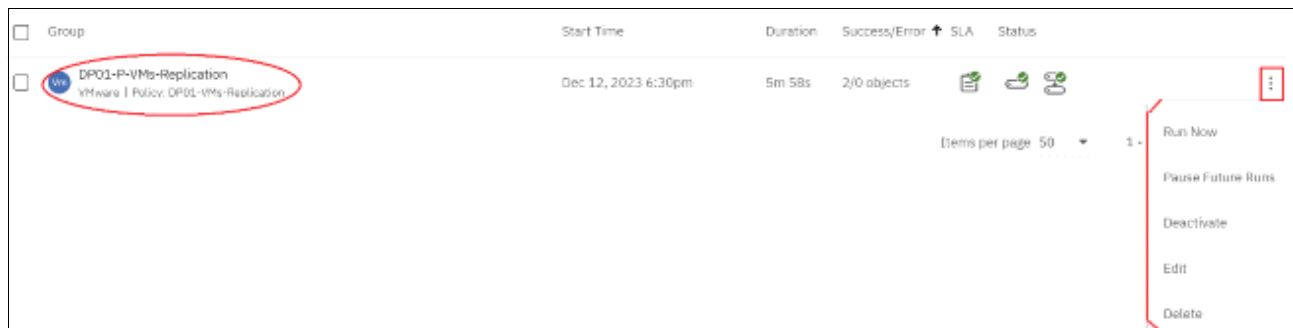 Group Start Time Duration Success/Error SLA Status
Vm DP01-P-VMs-Replication
VMware | Policy: DP01-VMs-Replication Dec 12, 2023 6:30pm 5m 58s 2/0 objects
Items per page 50 1 -
Run Now
Pause Future Runs
Deactivate
Edit
Delete